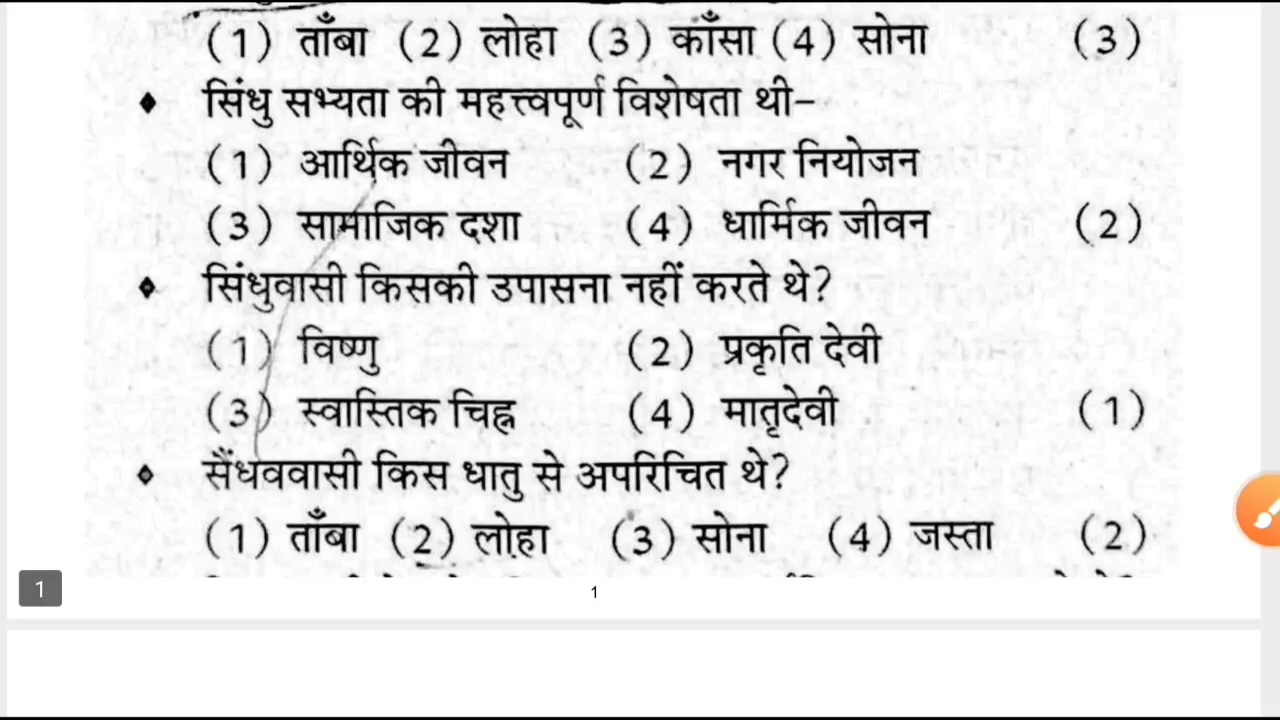 (1) ताँबा (2) लोहा (3) काँसा (4) सोना (3)
♦ सिंधु सभ्यता की महत्त्वपूर्ण विशेषता थी–
(1) आर्थिक जीवन (2) नगर नियोजन
(3) सामाजिक दशा (4) धार्मिक जीवन (2)
♦ सिंधुवासी किसकी उपासना नहीं करते थे?
(1) विष्णु (2) प्रकृति देवी
(3) स्वास्तिक चिह्न (4) मातृदेवी (1)
♦ सैंधववासी किस धातु से अपरिचित थे?
(1) ताँबा (2) लोहा (3) सोना (4) जस्ता (2)
1 1